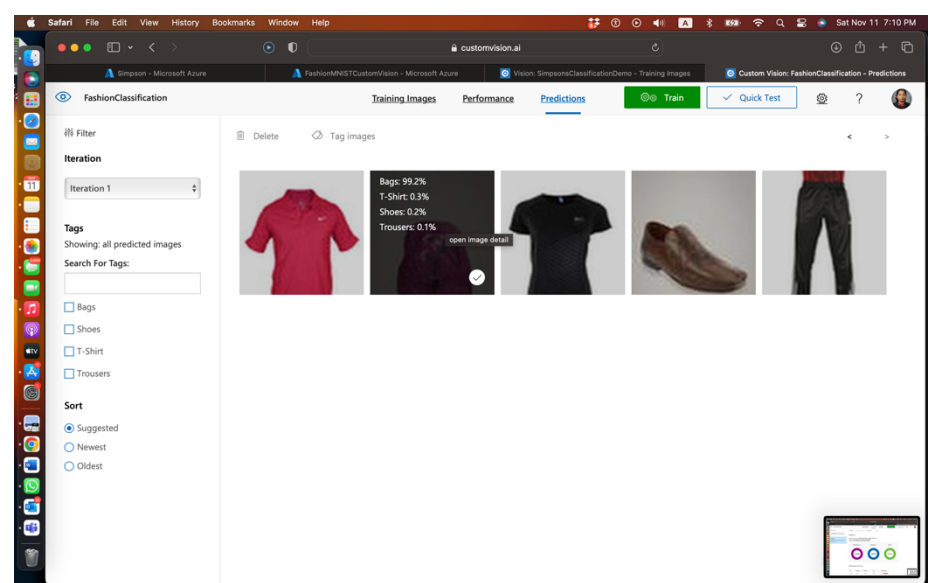 Safari File Edit View History Bookmarks Window Help
A
Sat Nov 11 7:10 PM
customvision.ai
Simpson - Microsoft Azure
FashionMNISTCustomVision - Microsoft Azure
Vision: SimpsonsClassificationDemo - Training Images
Custom Vision: FashionClassification - Predictions
FashionClassification
Training Images
Performance
Predictions
Train
Quick Test
?
Filter
Delete
Tag images
<
>
Iteration
Iteration 1
Tags
Showing: all predicted images
Search For Tags:
Bags
Shoes
T-Shirt
Trousers
Sort
Suggested
Newest
Oldest
Bags: 99.2%
T-Shirt: 0.3%
Shoes: 0.2%
Trousers: 0.1%
open image detail
11
tv